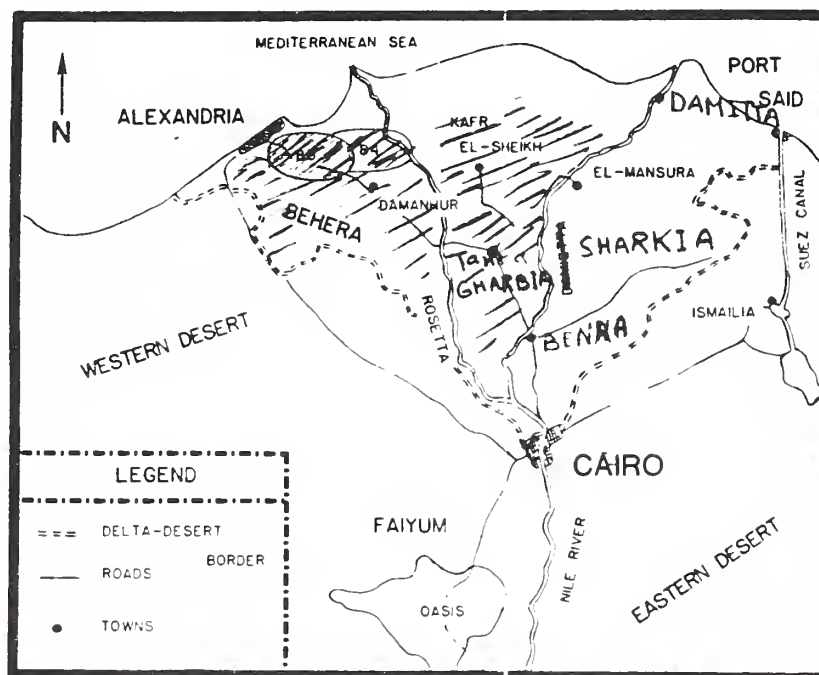 MEDITERRANEAN SEA
N
ALEXANDRIA
PORT
SAID
DAMITTA
KAFR
EL-SHEIKH
84
EL-MANSURA
DAMANHUR
BEHERA
SHARKIA
SUEZ CANAL
GHARBIA
ROSETTA
ISMAILIA
BENHA
WESTERN DESERT
CAIRO
LEGEND
DELTA-DESERT
BORDER
ROADS
TOWNS
FAIYUM
OASIS
NILE RIVER
EASTERN DESERT